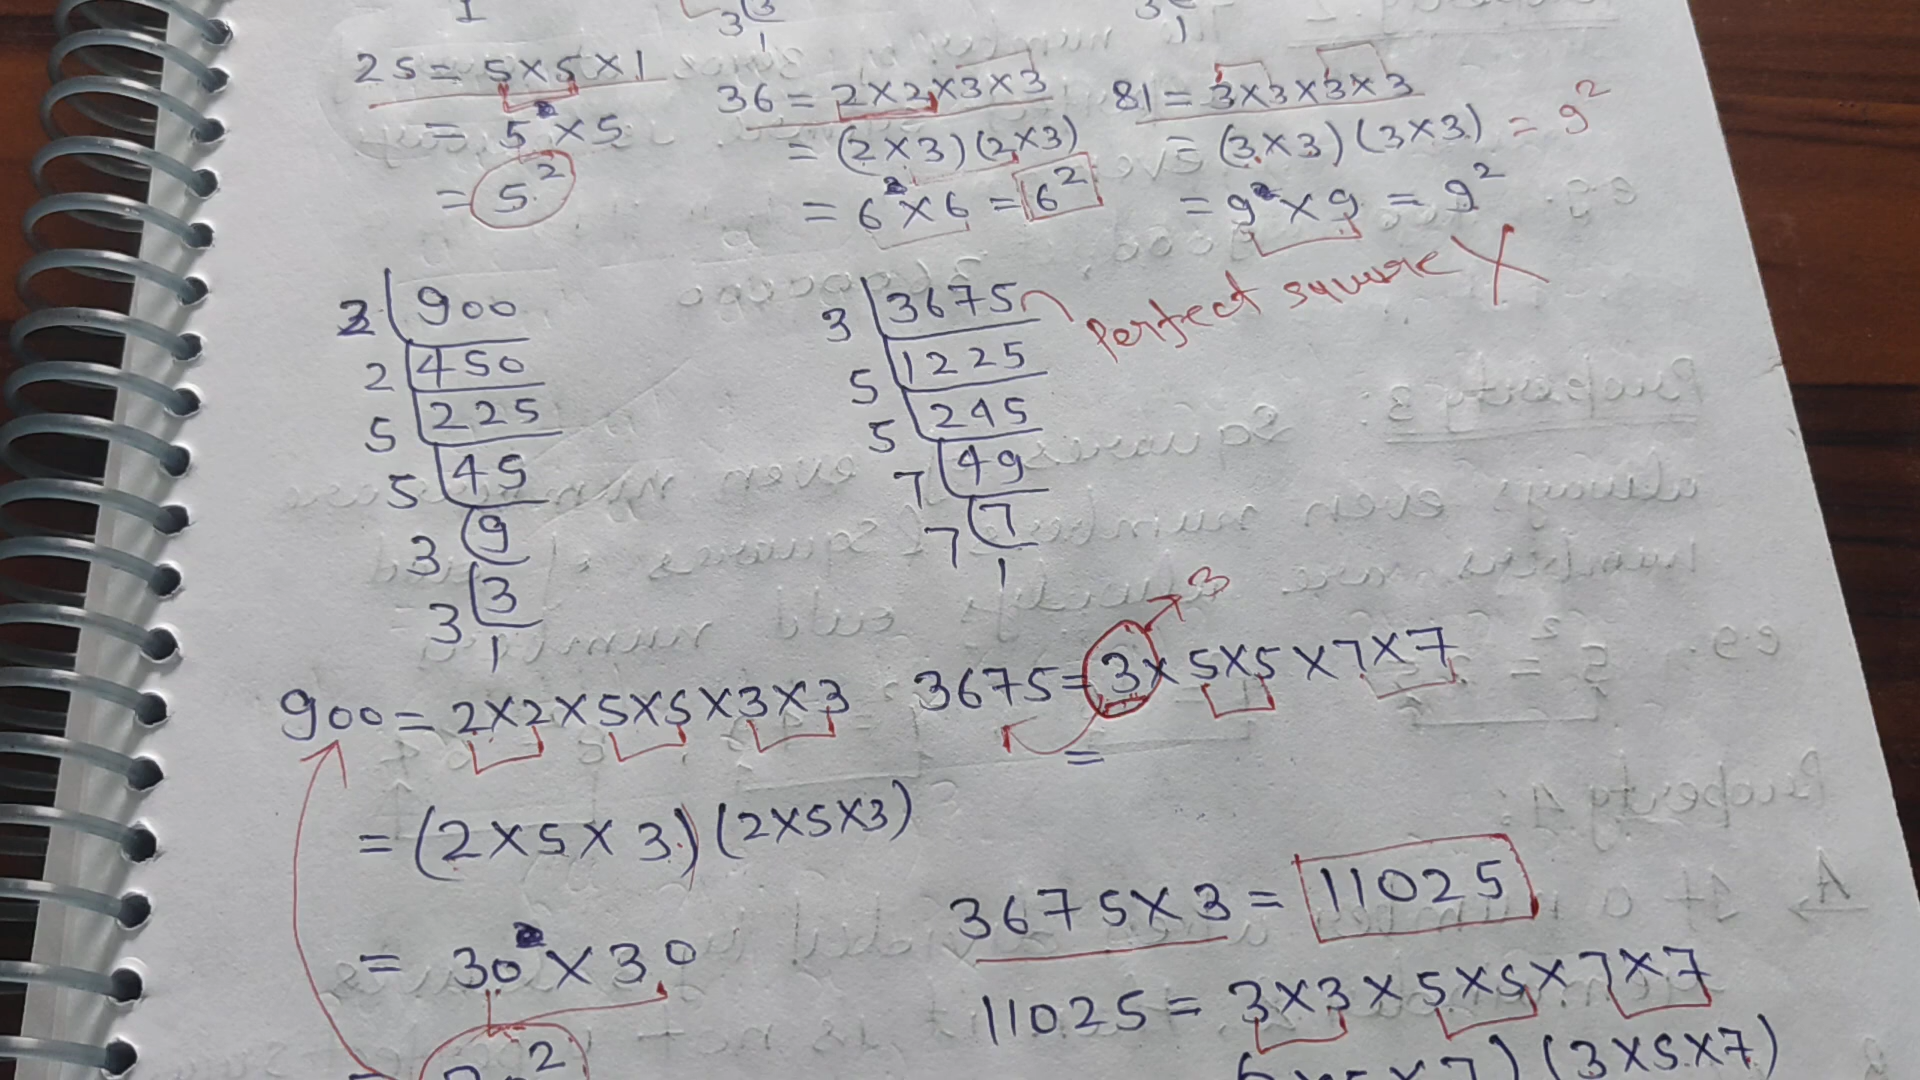 25 = 5×5×1
= 5×5
= 5²
36 = 2×2×3×3
= (2×3)(2×3)
= 6×6 = 6²
81 = 3×3×3×3
= (3×3)(3×3) = 9²
= 9×9 = 9²
2 | 900
2 | 450
5 | 225
5 | 45
3 | 9
3 | 3
1
3 | 3675 Perfect square X
5 | 1225
5 | 245
7 | 49
7 | 7
1
900 = 2×2×5×5×3×3
= (2×5×3)(2×5×3)
= 30×30
3675 = 3×5×5×7×7
3
=
3675×3 = 11025
11025 = 3×3×5×5×7×7
(3×5×7)